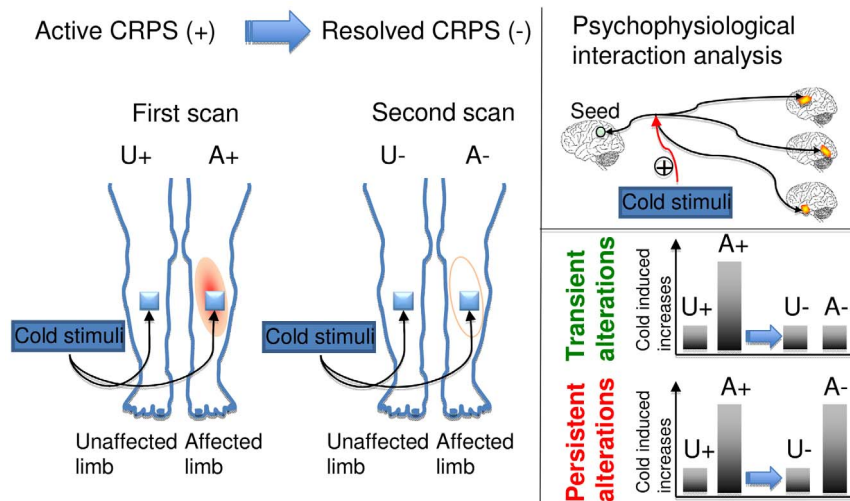 Active CRPS (+)
Resolved CRPS (-)
First scan
Second scan
U+
A+
U-
A-
Cold stimuli
Cold stimuli
Unaffected
limb
Affected
limb
Unaffected
limb
Affected
limb
Psychophysiological
interaction analysis
Seed
Cold stimuli
Transient
alterations
Cold induced
increases
U+
A+
U-
A-
Persistent
alterations
Cold induced
increases
U+
A+
U-
A-